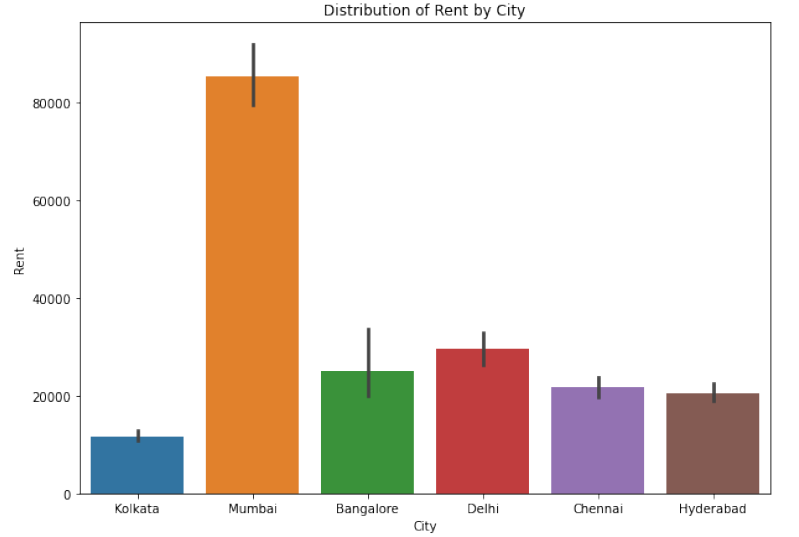 Distribution of Rent by City
80000
60000
40000
20000
0
Rent
Kolkata Mumbai Bangalore Delhi Chennai Hyderabad
City